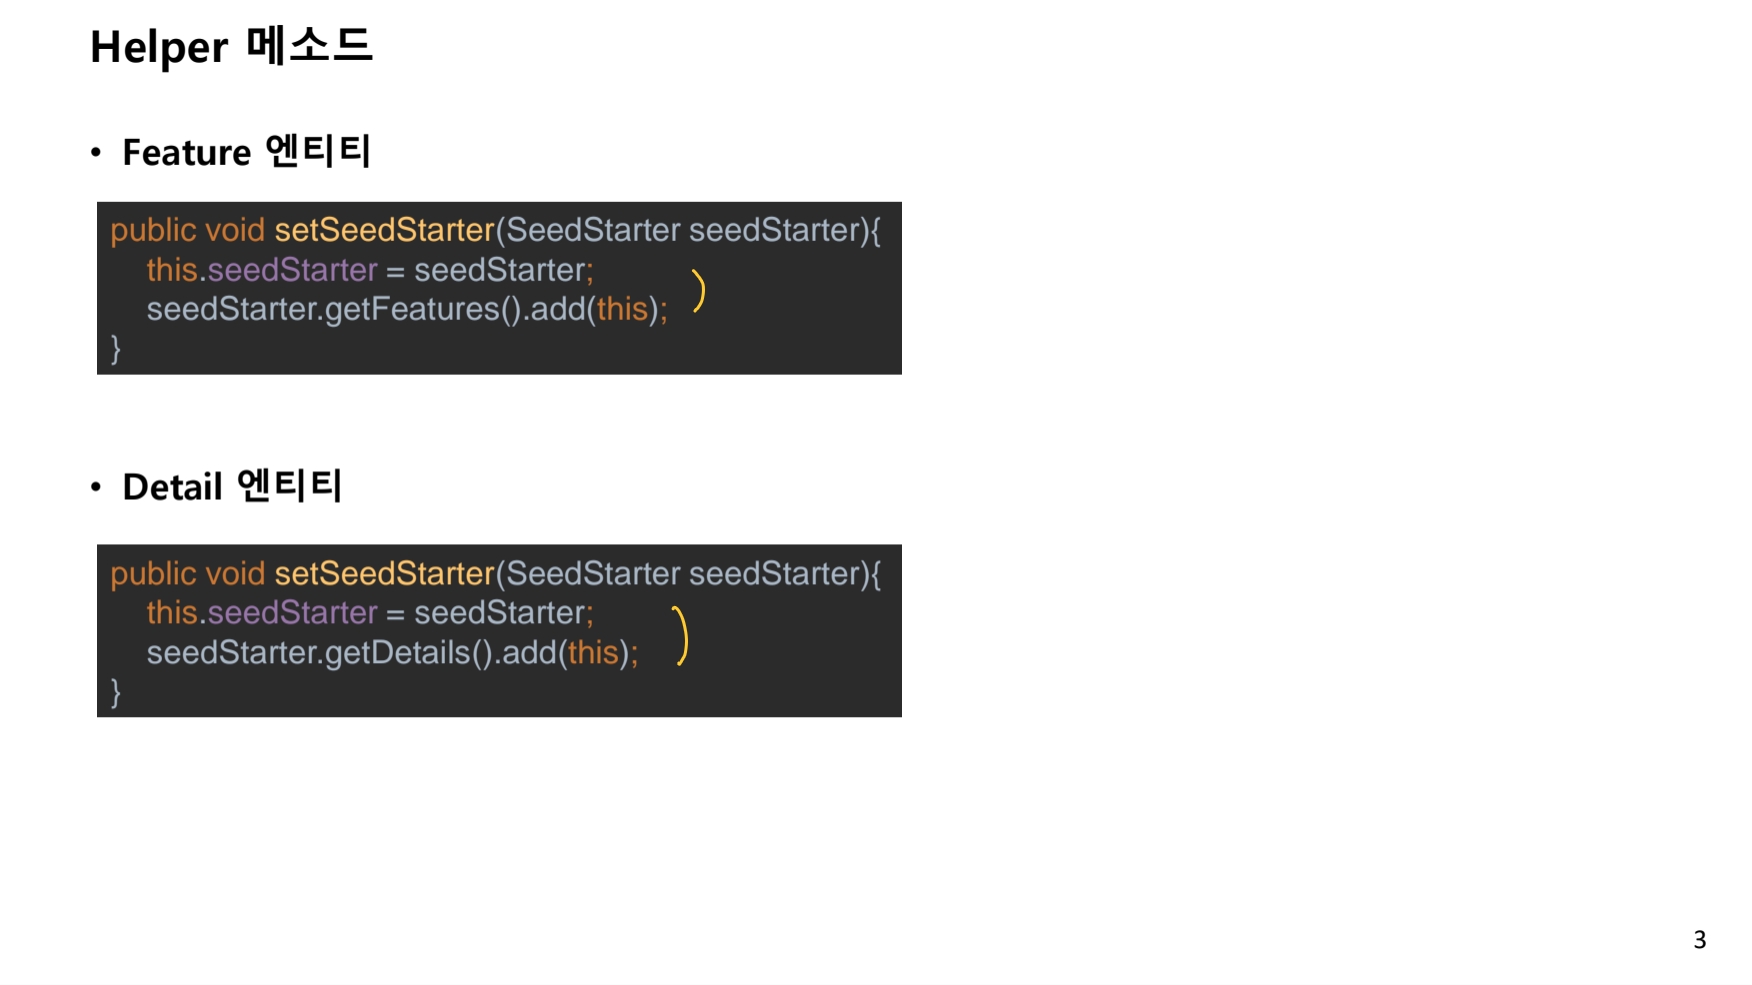 Helper 메소드
• Feature 엔티티
public void setSeedStarter(SeedStarter seedStarter){
this.seedStarter = seedStarter;
seedStarter.getFeatures().add(this);
}
• Detail 엔티티
public void setSeedStarter(SeedStarter seedStarter){
this.seedStarter = seedStarter;
seedStarter.getDetails().add(this);
}
3